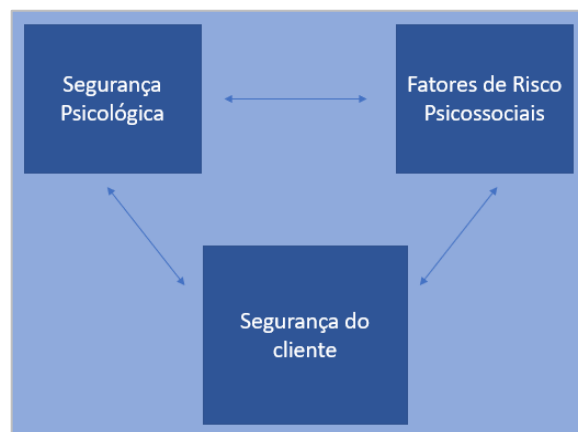 Segurança
Psicológica
Fatores de Risco
Psicossociais
Segurança do
cliente